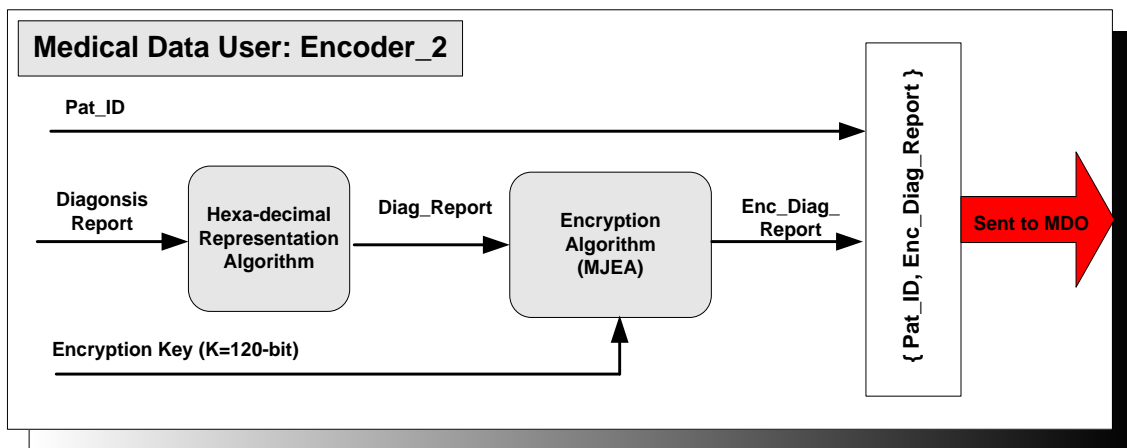 Medical Data User: Encoder_2
Pat_ID
Diagonsis
Report
Hexa-decimal
Representation
Algorithm
Diag_Report
Encryption
Algorithm
(MJEA)
Enc_Diag_
Report
Encryption Key (K=120-bit)
{ Pat_ID, Enc_Diag_Report }
Sent to MDO